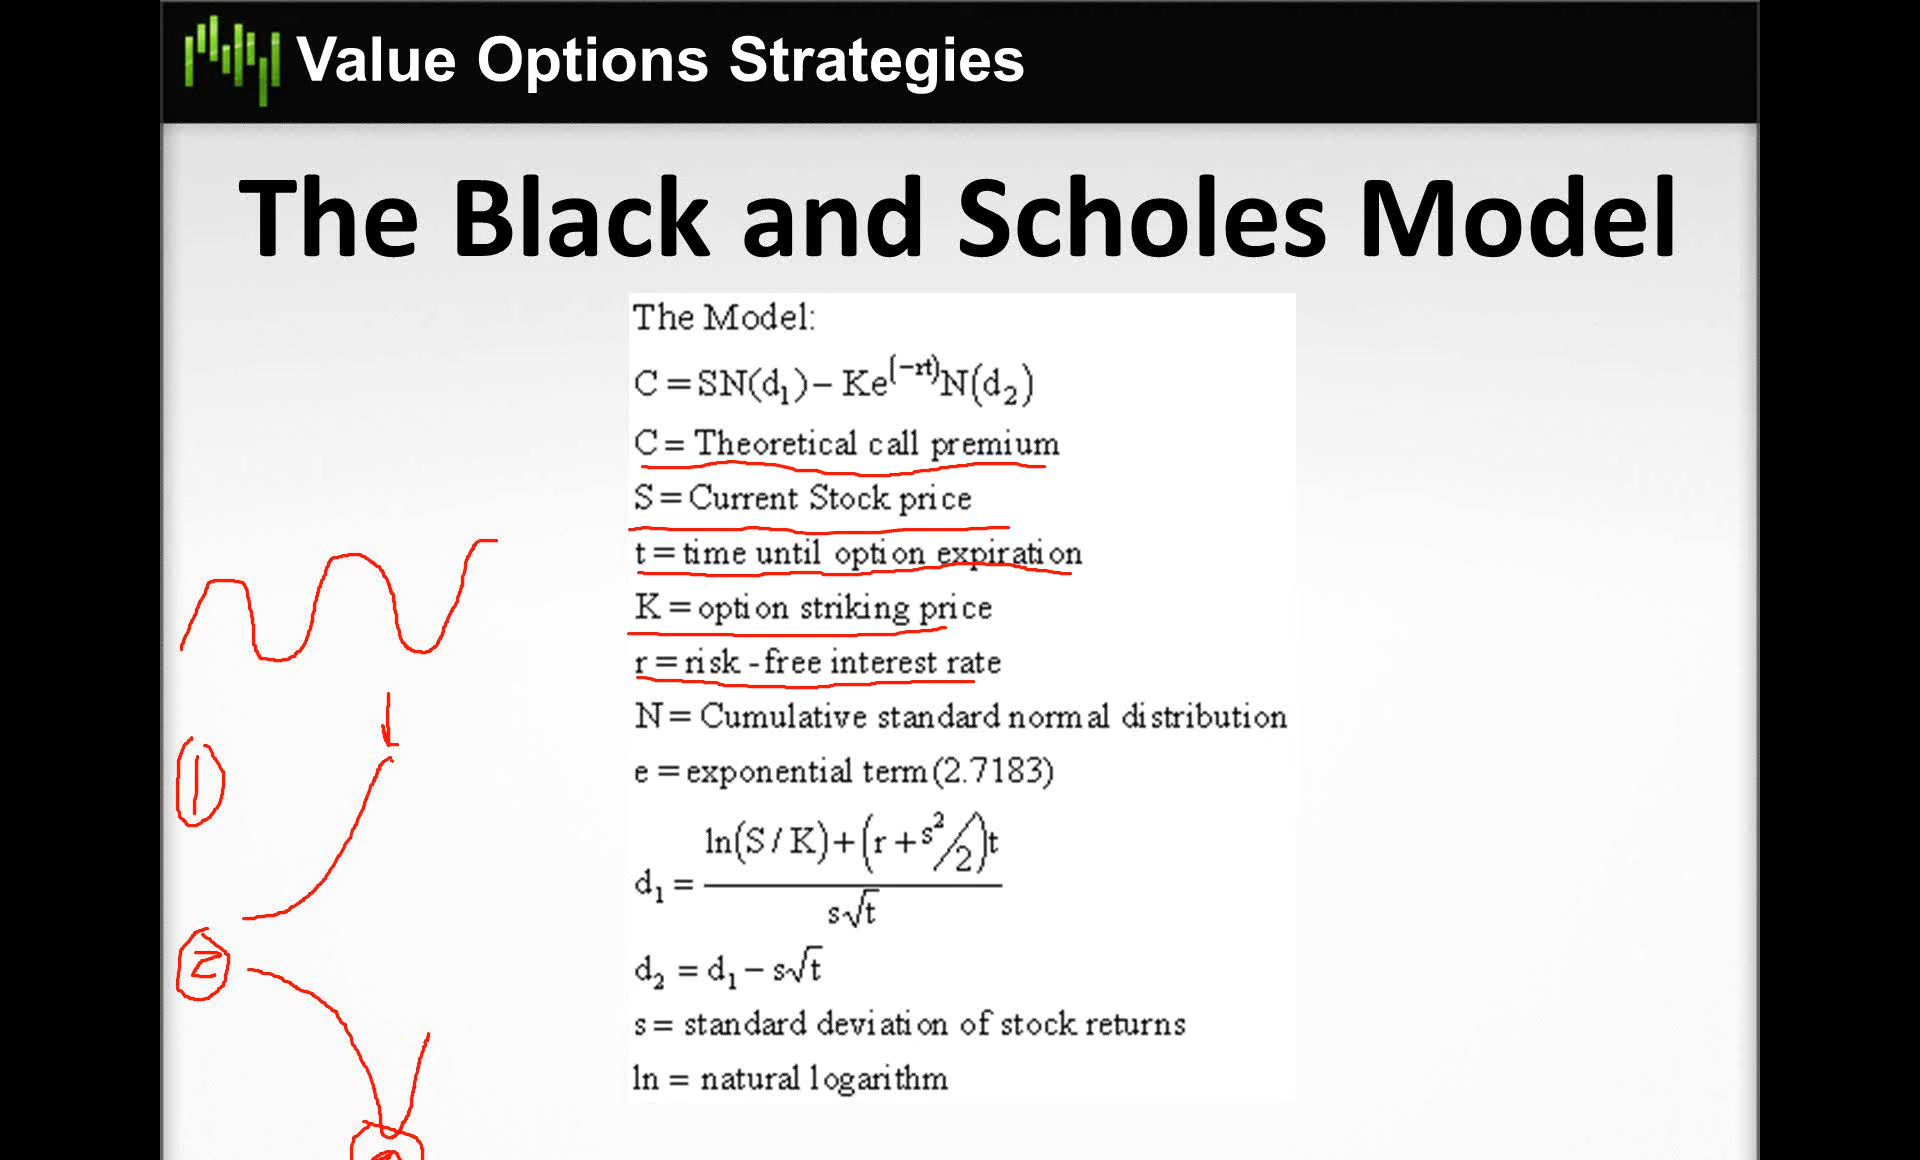 Value Options Strategies
The Black and Scholes Model
The Model:
C = SN(d₁) – Ke^(–rt)N(d₂)
C = Theoretical call premium
S = Current Stock price
t = time until option expiration
K = option striking price
r = risk - free interest rate
N = Cumulative standard normal distribution
e = exponential term (2.7183)
d₁ = (ln(S / K) + (r + s²/2)t) / (s√t)
d₂ = d₁ – s√t
s = standard deviation of stock returns
ln = natural logarithm
1
2